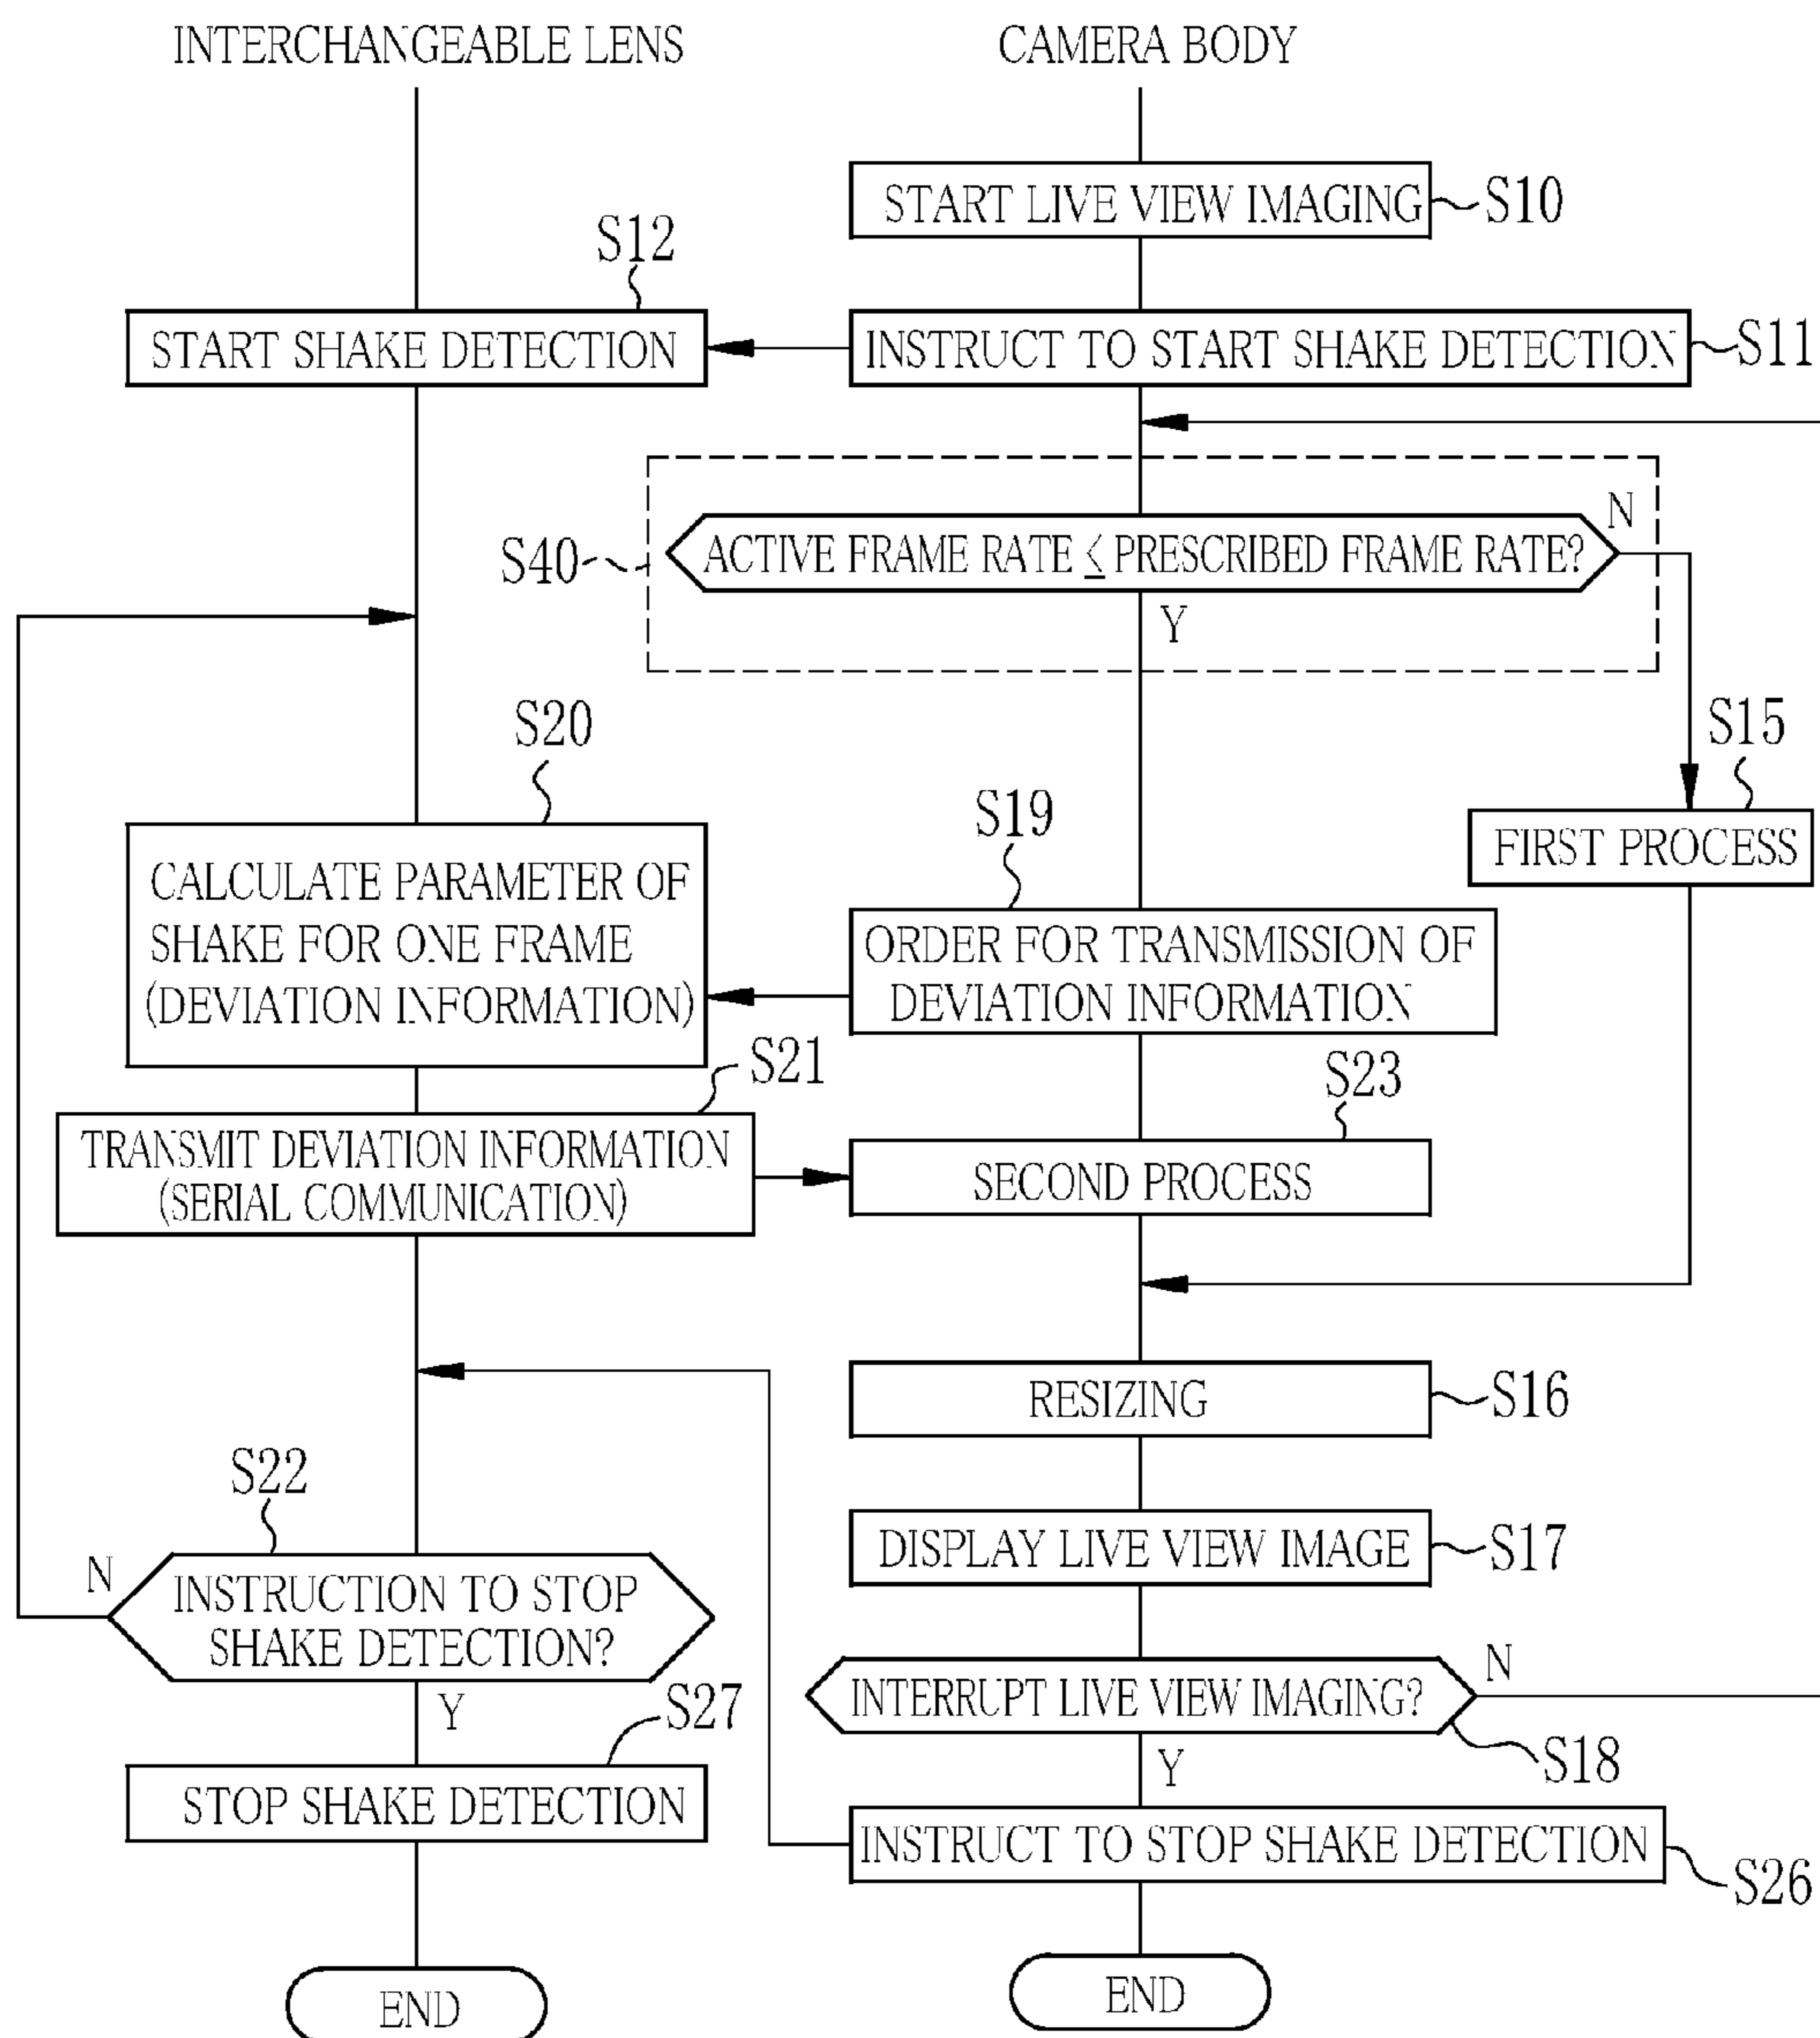 INTERCHANGEABLE LENS
CAMERA BODY
START LIVE VIEW IMAGING
S10
S12
START SHAKE DETECTION
INSTRUCT TO START SHAKE DETECTION
S11
N
S40
ACTIVE FRAME RATE ≤ PRESCRIBED FRAME RATE?
Y
S20
S15
S19
FIRST PROCESS
CALCULATE PARAMETER OF
SHAKE FOR ONE FRAME
(DEVIATION INFORMATION)
ORDER FOR TRANSMISSION OF
DEVIATION INFORMATION
S21
S23
TRANSMIT DEVIATION INFORMATION
(SERIAL COMMUNICATION)
SECOND PROCESS
RESIZING
S16
S22
DISPLAY LIVE VIEW IMAGE
S17
N
INSTRUCTION TO STOP
SHAKE DETECTION?
N
INTERRUPT LIVE VIEW IMAGING?
Y
S27
Y
S18
STOP SHAKE DETECTION
INSTRUCT TO STOP SHAKE DETECTION
S26
END
END